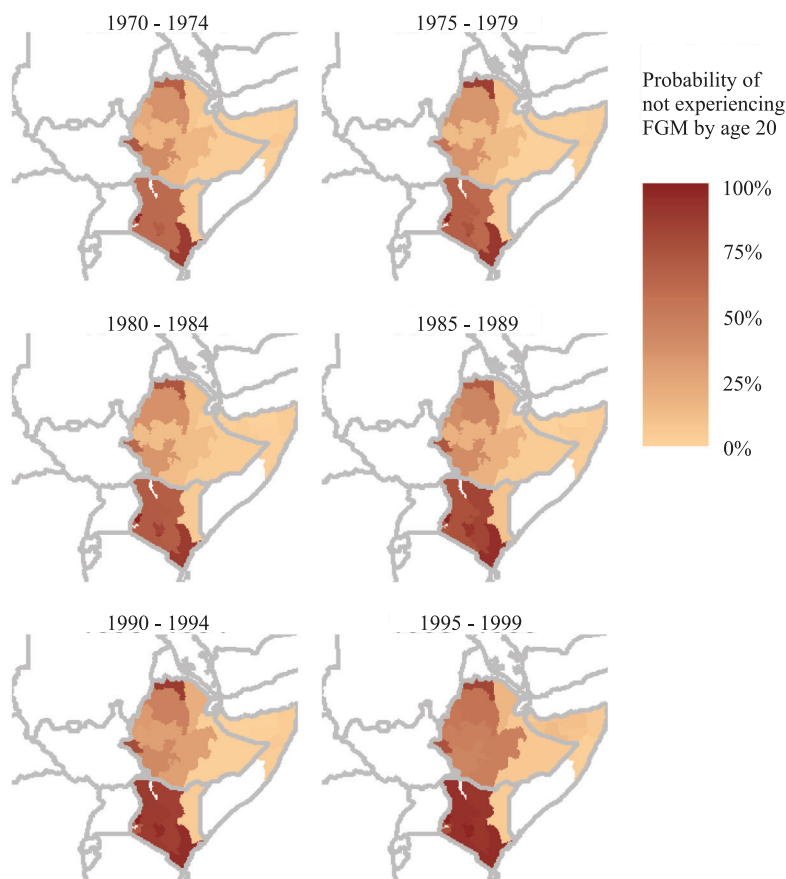 1970 - 1974
1975 - 1979
Probability of
not experiencing
FGM by age 20
100%
75%
50%
25%
0%
1980 - 1984
1985 - 1989
1990 - 1994
1995 - 1999